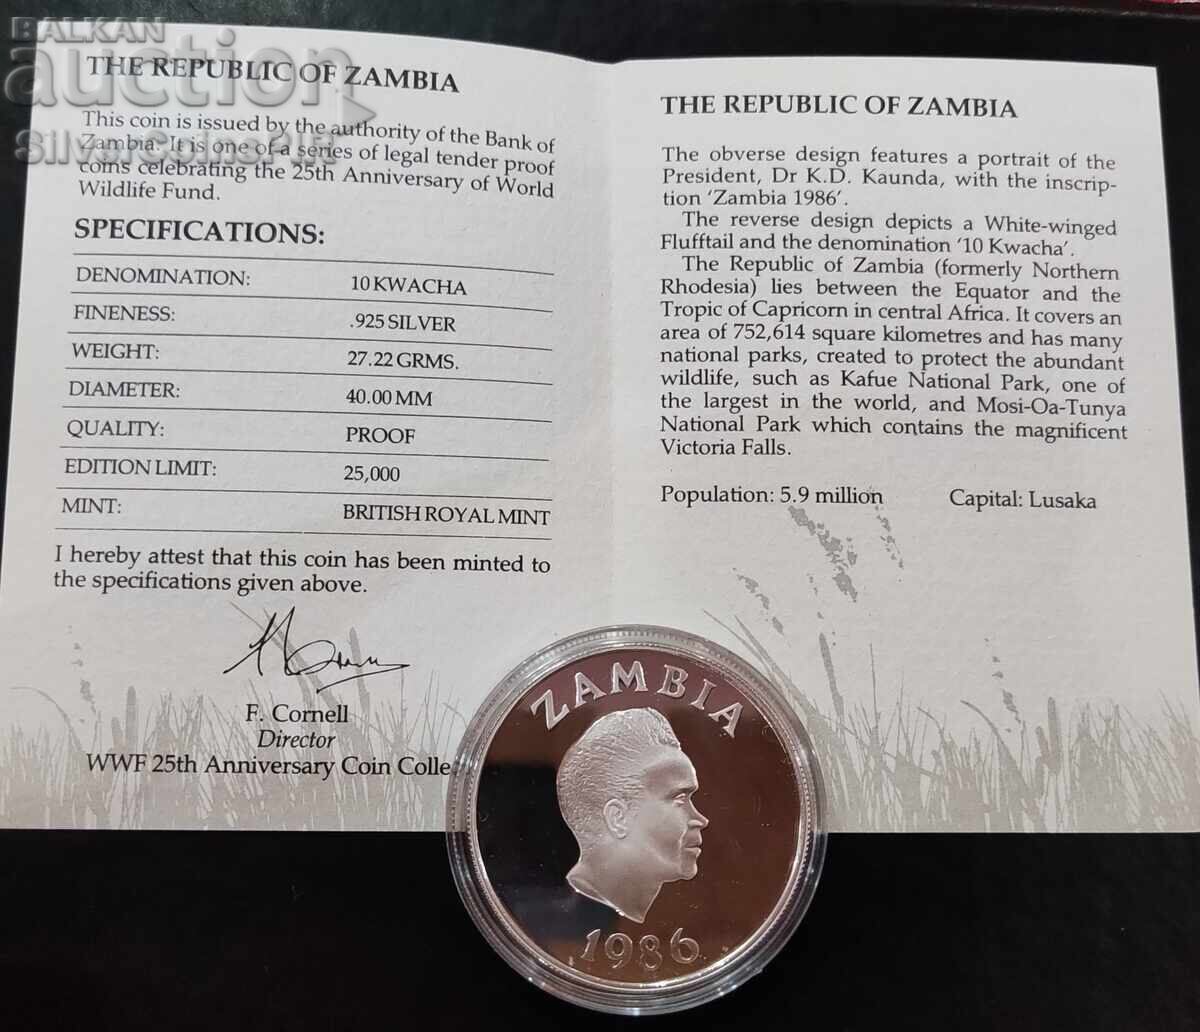 BALKAN
auction
SilverCoinsPIR
THE REPUBLIC OF ZAMBIA
This coin is issued by the authority of the Bank of
Zambia. It is one of a series of legal tender proof
coins celebrating the 25th Anniversary of World
Wildlife Fund.
SPECIFICATIONS:
DENOMINATION: 10 KWACHA
FINENESS: .925 SILVER
WEIGHT: 27.22 GRMS.
DIAMETER: 40.00 MM
QUALITY: PROOF
EDITION LIMIT: 25,000
MINT: BRITISH ROYAL MINT
I hereby attest that this coin has been minted to
the specifications given above.
F. Cornell
Director
WWF 25th Anniversary Coin Colle
THE REPUBLIC OF ZAMBIA
The obverse design features a portrait of the
President, Dr K.D. Kaunda, with the inscrip-
tion 'Zambia 1986'.
The reverse design depicts a White-winged
Flufftail and the denomination '10 Kwacha'.
The Republic of Zambia (formerly Northern
Rhodesia) lies between the Equator and the
Tropic of Capricorn in central Africa. It covers an
area of 752,614 square kilometres and has many
national parks, created to protect the abundant
wildlife, such as Kafue National Park, one of
the largest in the world, and Mosi-Oa-Tunya
National Park which contains the magnificent
Victoria Falls.
Population: 5.9 million Capital: Lusaka
ZAMBIA
1986